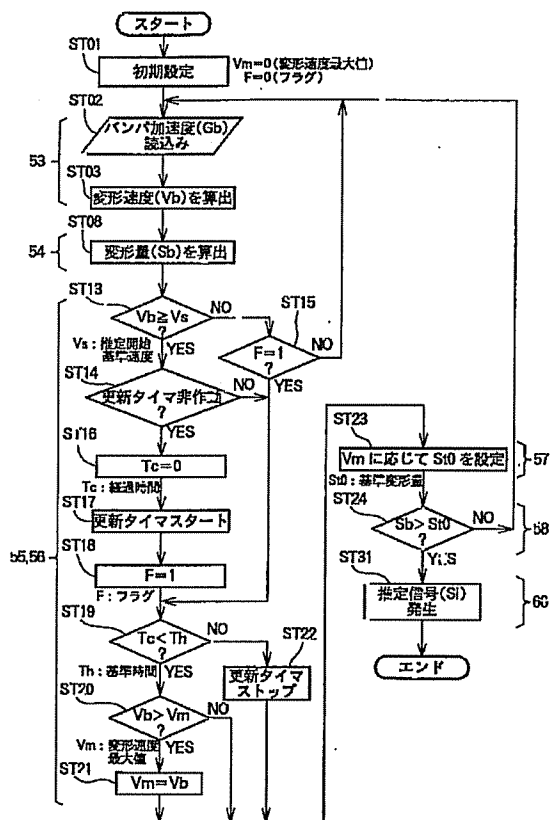 スタート
ST01
初期設定
Vm=0(変形速度最大値)
F=0(フラグ)
ST02
バンパ加速度(Gb)
読込み
53
ST03
変形速度(Vb)を算出
ST08
54
変形量(Sb)を算出
ST13
Vb≧Vs
?
NO
YES
Vs:推定開始
基準速度
ST15
F=1
?
NO
YES
ST14
更新タイマ非作動
?
NO
YES
ST16
Tc=0
Tc:経過時間
ST17
更新タイマスタート
55,56
ST18
F=1
F:フラグ
ST19
Tc<Th
?
NO
YES
Th:基準時間
ST22
更新タイマ
ストップ
ST20
Vb>Vm
?
NO
YES
Vm:変形速度
最大値
ST21
Vm=Vb
ST23
Vmに応じてSt0を設定
57
St0:基準変形量
ST24
Sb>St0
?
NO
YES
58
ST31
推定信号(Si)
発生
60
エンド